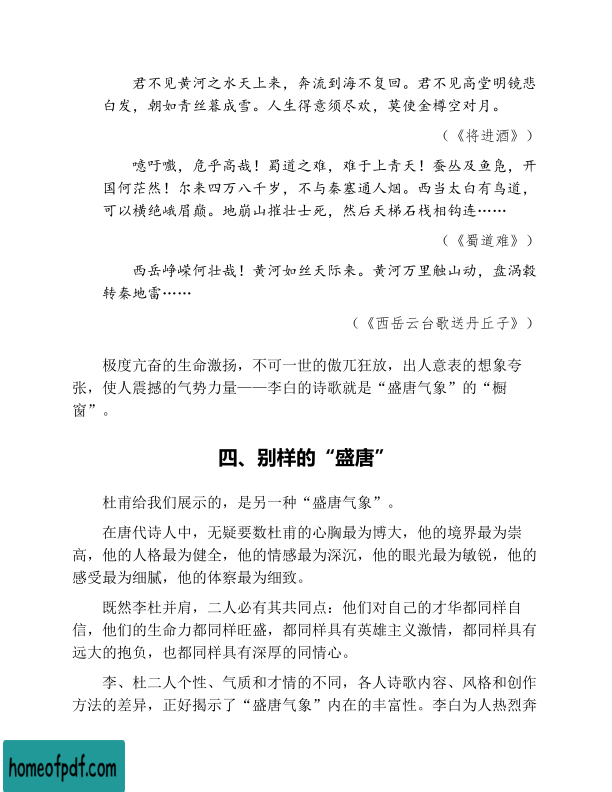 君不见黄河之水天上来，奔流到海不复回。君不见高堂明镜悲
白发，朝如青丝暮成雪。人生得意须尽欢，莫使金樽空对月。
（《将进酒》）
噫吁嚱，危乎高哉！蜀道之难，难于上青天！蚕丛及鱼凫，开
国何茫然！尔来四万八千岁，不与秦塞通人烟。西当太白有鸟道，
可以横绝峨眉巅。地崩山摧壮士死，然后天梯石栈相钩连……
（《蜀道难》）
西岳峥嵘何壮哉！黄河如丝天际来。黄河万里触山动，盘涡毂
转秦地雷……
（《西岳云台歌送丹丘子》）
极度亢奋的生命激扬，不可一世的傲兀狂放，出人意表的想象夸
张，使人震撼的气势力量——李白的诗歌就是“盛唐气象”的“橱
窗”。
四、别样的“盛唐”
杜甫给我们展示的，是另一种“盛唐气象”。
在唐代诗人中，无疑要数杜甫的心胸最为博大，他的境界最为崇
高，他的人格最为健全，他的情感最为深沉，他的眼光最为敏锐，他的
感受最为细腻，他的体察最为细致。
既然李杜并肩，二人必有其共同点：他们对自己的才华都同样自
信，他们的生命力都同样旺盛，都同样具有英雄主义激情，都同样具有
远大的抱负，也都同样具有深厚的同情心。
李、杜二人个性、气质和才情的不同，各人诗歌内容、风格和创作
方法的差异，正好揭示了“盛唐气象”内在的丰富性。李白为人热烈奔
homeofpdf.com